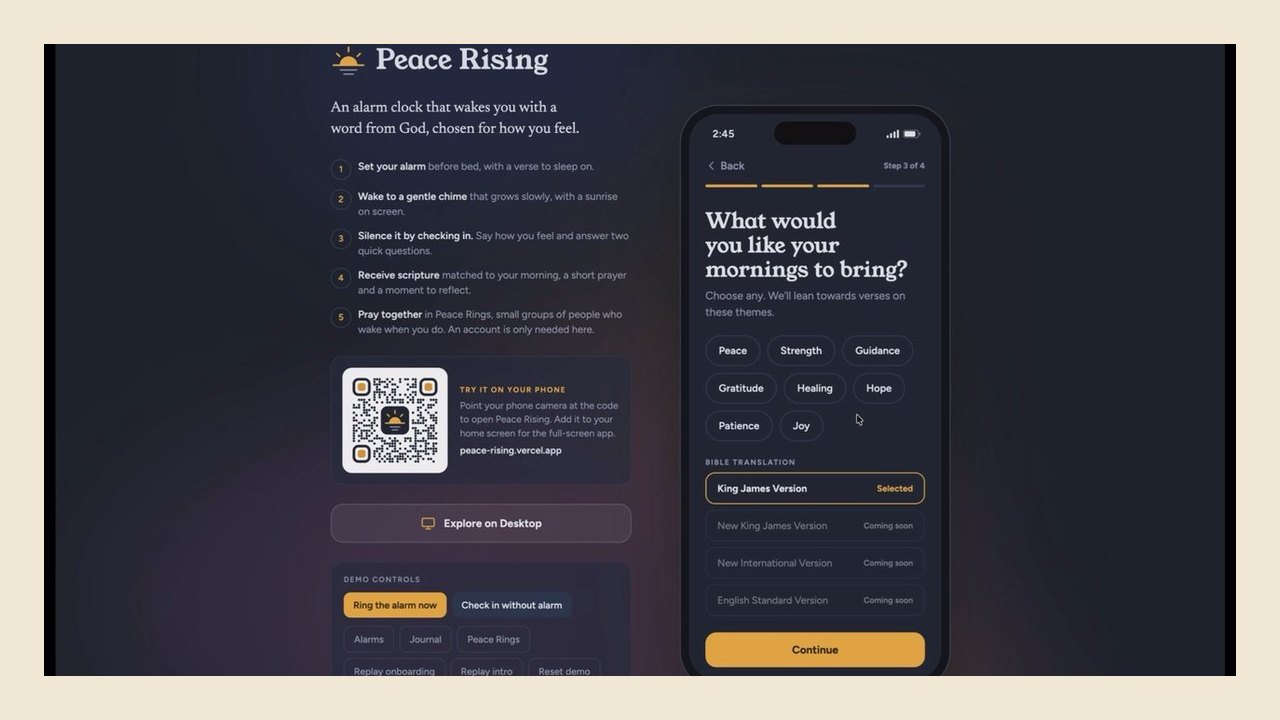 Peace Rising
An alarm clock that wakes you with a
word from God, chosen for how you feel.
1 Set your alarm before bed, with a verse to sleep on.
2 Wake to a gentle chime that grows slowly, with a sunrise
on screen.
3 Silence it by checking in. Say how you feel and answer two
quick questions.
4 Receive scripture matched to your morning, a short prayer
and a moment to reflect.
5 Pray together in Peace Rings, small groups of people who
wake when you do. An account is only needed here.
TRY IT ON YOUR PHONE
Point your phone camera at the code
to open Peace Rising. Add it to your
home screen for the full-screen app.
peace-rising.vercel.app
Explore on Desktop
DEMO CONTROLS
Ring the alarm now Check in without alarm
Alarms Journal Peace Rings
Replay onboarding Replay intro Reset demo
2:45
Back Step 3 of 4
What would
you like your
mornings to bring?
Choose any. We'll lean towards verses on
these themes.
Peace Strength Guidance
Gratitude Healing Hope
Patience Joy
BIBLE TRANSLATION
King James Version Selected
New King James Version Coming soon
New International Version Coming soon
English Standard Version Coming soon
Continue